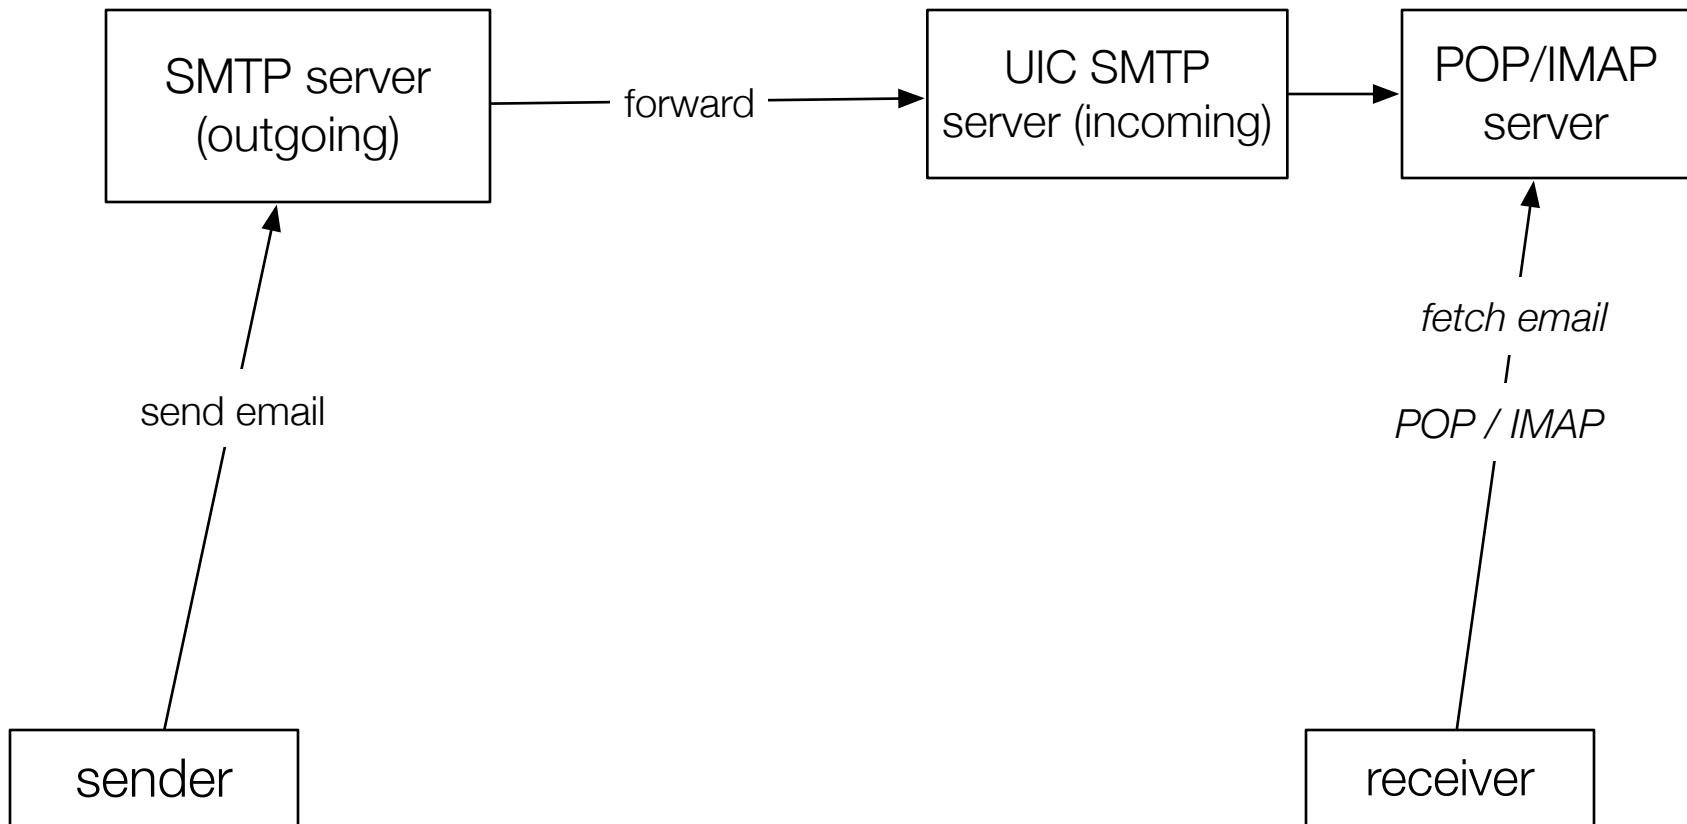 SMTP server
(outgoing)
forward
UIC SMTP
server (incoming)
POP/IMAP
server
send email
fetch email
POP / IMAP
sender
receiver